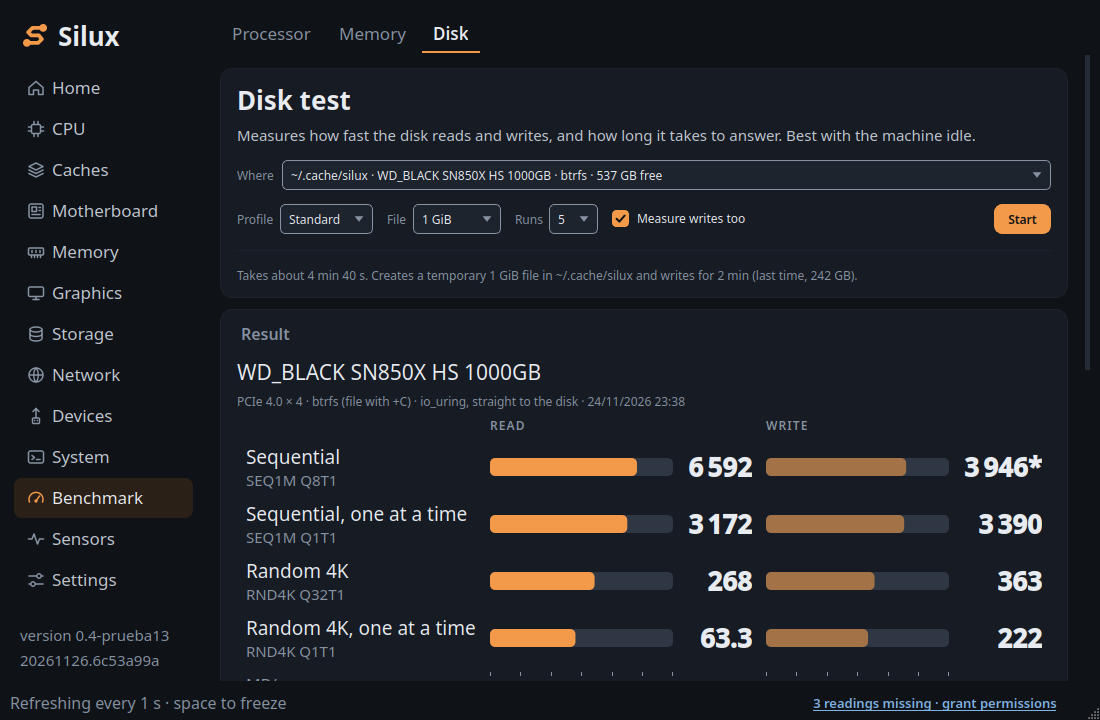 Silux
Processor Memory Disk
Home
CPU
Caches
Motherboard
Memory
Graphics
Storage
Network
Devices
System
Benchmark
Sensors
Settings
version 0.4-prueba13
20261126.6c53a99a
Disk test
Measures how fast the disk reads and writes, and how long it takes to answer. Best with the machine idle.
Where ~/.cache/silux · WD_BLACK SN850X HS 1000GB · btrfs · 537 GB free
Profile Standard File 1 GiB Runs 5 Measure writes too Start
Takes about 4 min 40 s. Creates a temporary 1 GiB file in ~/.cache/silux and writes for 2 min (last time, 242 GB).
Result
WD_BLACK SN850X HS 1000GB
PCIe 4.0 × 4 · btrfs (file with +C) · io_uring, straight to the disk · 24/11/2026 23:38
READ WRITE
Sequential 6 592 3 946*
SEQ1M Q8T1
Sequential, one at a time 3 172 3 390
SEQ1M Q1T1
Random 4K 268 363
RND4K Q32T1
Random 4K, one at a time 63.3 222
RND4K Q1T1
Refreshing every 1 s · space to freeze
3 readings missing · grant permissions